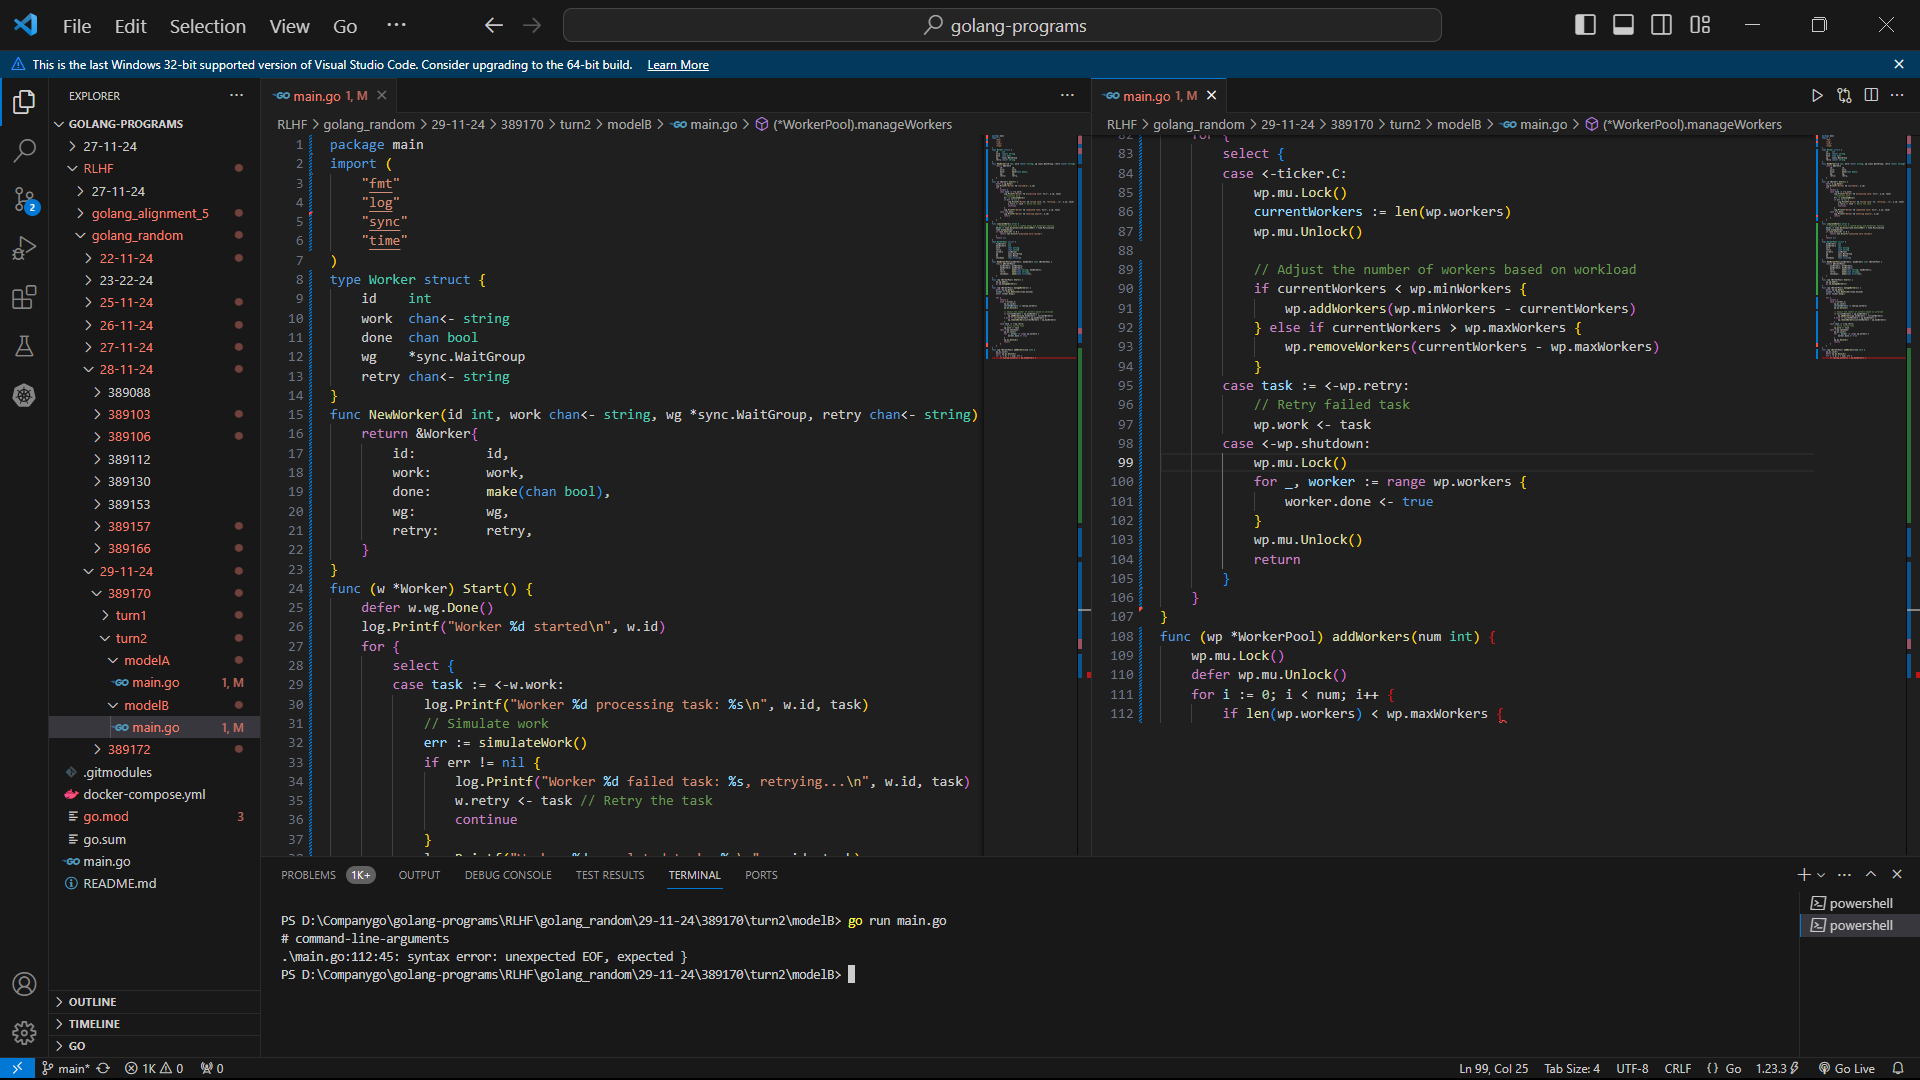 File Edit Selection View Go ···
golang-programs
This is the last Windows 32-bit supported version of Visual Studio Code. Consider upgrading to the 64-bit build. Learn More
EXPLORER
GOLANG-PROGRAMS
27-11-24
RLHF
27-11-24
golang_alignment_5
golang_random
22-11-24
23-22-24
25-11-24
26-11-24
27-11-24
28-11-24
389088
389103
389106
389112
389130
389153
389157
389166
29-11-24
389170
turn1
turn2
modelA
main.go 1, M
modelB
main.go 1, M
389172
.gitmodules
docker-compose.yml
go.mod 3
go.sum
main.go
README.md
OUTLINE
TIMELINE
GO
2
main.go 1, M
RLHF > golang_random > 29-11-24 > 389170 > turn2 > modelB > main.go > (*WorkerPool).manageWorkers
1 package main
2 import (
3 "fmt"
4 "log"
5 "sync"
6 "time"
7 )
8 type Worker struct {
9 id int
10 work chan<- string
11 done chan bool
12 wg *sync.WaitGroup
13 retry chan<- string
14 }
15 func NewWorker(id int, work chan<- string, wg *sync.WaitGroup, retry chan<- string)
16 return &Worker{
17 id: id,
18 work: work,
19 done: make(chan bool),
20 wg: wg,
21 retry: retry,
22 }
23 }
24 func (w *Worker) Start() {
25 defer w.wg.Done()
26 log.Printf("Worker %d started\n", w.id)
27 for {
28 select {
29 case task := <-w.work:
30 log.Printf("Worker %d processing task: %s\n", w.id, task)
31 // Simulate work
32 err := simulateWork()
33 if err != nil {
34 log.Printf("Worker %d failed task: %s, retrying...\n", w.id, task)
35 w.retry <- task // Retry the task
36 continue
37 }
main.go 1, M
RLHF > golang_random > 29-11-24 > 389170 > turn2 > modelB > main.go > (*WorkerPool).manageWorkers
82 for {
83 select {
84 case <-ticker.C:
85 wp.mu.Lock()
86 currentWorkers := len(wp.workers)
87 wp.mu.Unlock()
88
89 // Adjust the number of workers based on workload
90 if currentWorkers < wp.minWorkers {
91 wp.addWorkers(wp.minWorkers - currentWorkers)
92 } else if currentWorkers > wp.maxWorkers {
93 wp.removeWorkers(currentWorkers - wp.maxWorkers)
94 }
95 case task := <-wp.retry:
96 // Retry failed task
97 wp.work <- task
98 case <-wp.shutdown:
99 wp.mu.Lock()
100 for _, worker := range wp.workers {
101 worker.done <- true
102 }
103 wp.mu.Unlock()
104 return
105 }
106 }
107 }
108 func (wp *WorkerPool) addWorkers(num int) {
109 wp.mu.Lock()
110 defer wp.mu.Unlock()
111 for i := 0; i < num; i++ {
112 if len(wp.workers) < wp.maxWorkers {
PROBLEMS 1K+ OUTPUT DEBUG CONSOLE TEST RESULTS TERMINAL PORTS
PS D:\Companygo\golang-programs\RLHF\golang_random\29-11-24\389170\turn2\modelB> go run main.go
# command-line-arguments
.\main.go:112:45: syntax error: unexpected EOF, expected }
PS D:\Companygo\golang-programs\RLHF\golang_random\29-11-24\389170\turn2\modelB>
powershell
powershell
main* 1K 0 0
Ln 99, Col 25 Tab Size: 4 UTF-8 CRLF {} Go 1.23.3 Go Live